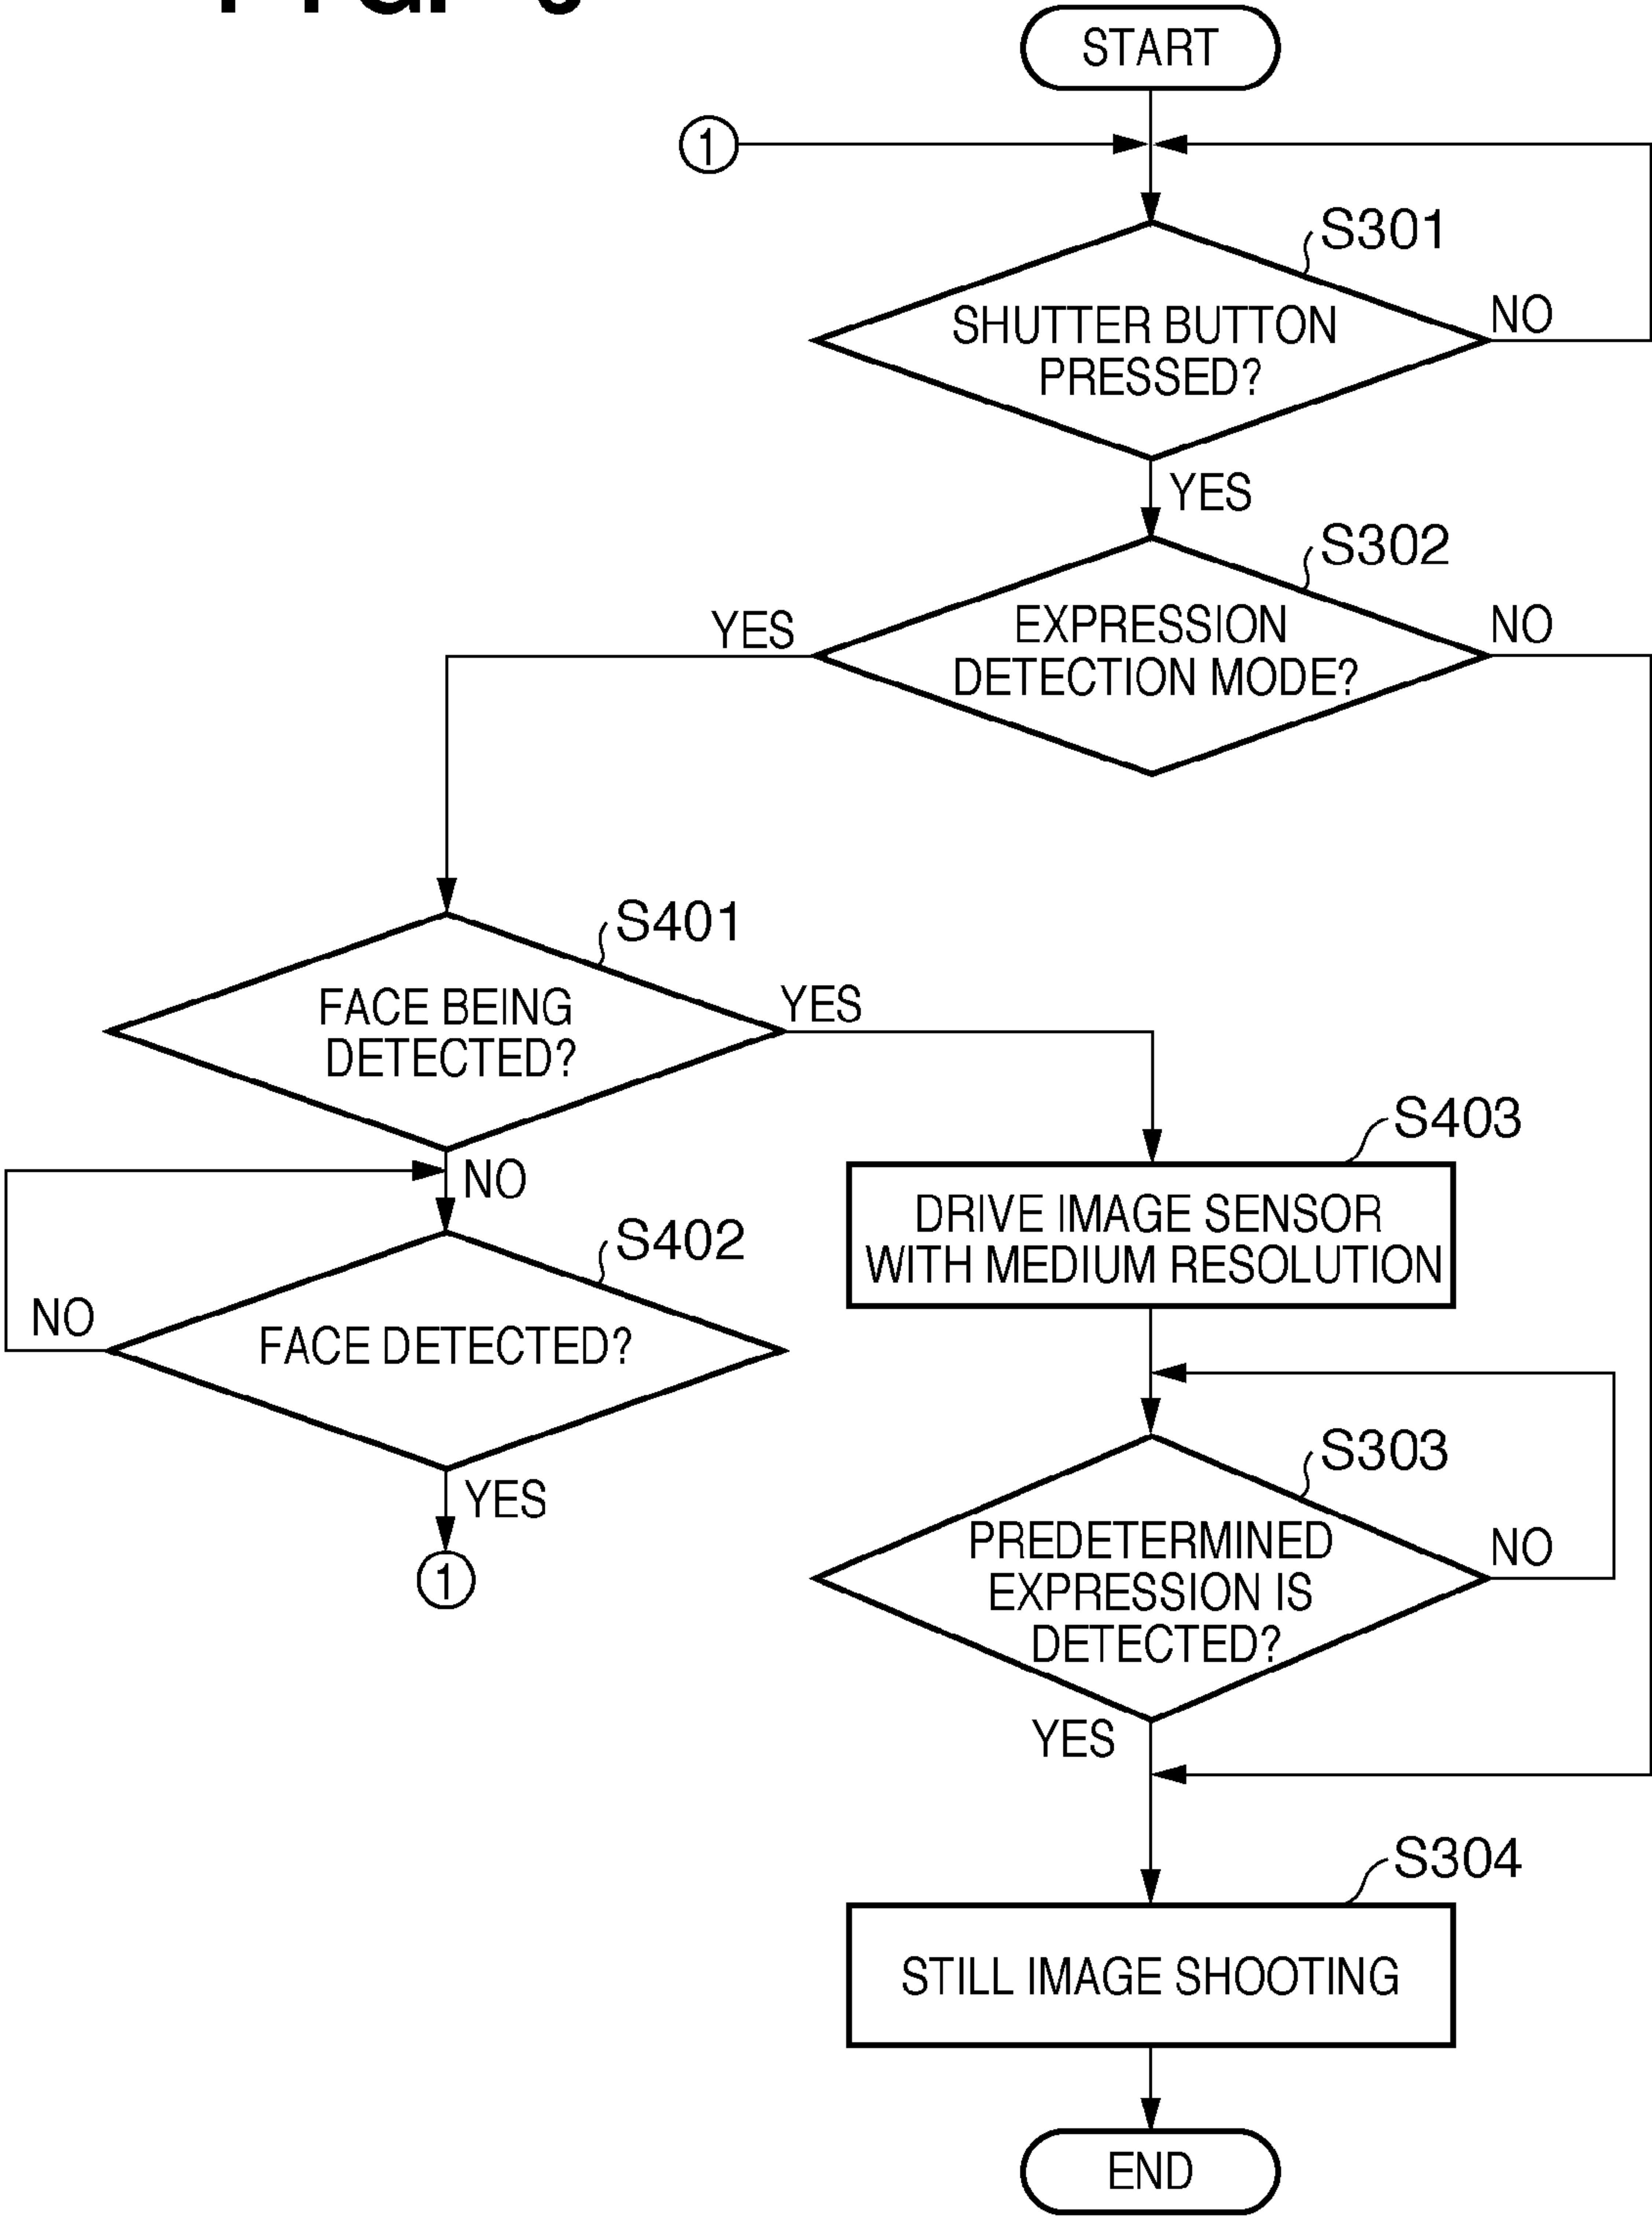 START
1
S301
SHUTTER BUTTON
PRESSED?
NO
YES
S302
EXPRESSION
DETECTION MODE?
YES
NO
S401
FACE BEING
DETECTED?
YES
NO
S403
DRIVE IMAGE SENSOR
WITH MEDIUM RESOLUTION
S402
FACE DETECTED?
NO
YES
1
S303
PREDETERMINED
EXPRESSION IS
DETECTED?
NO
YES
S304
STILL IMAGE SHOOTING
END